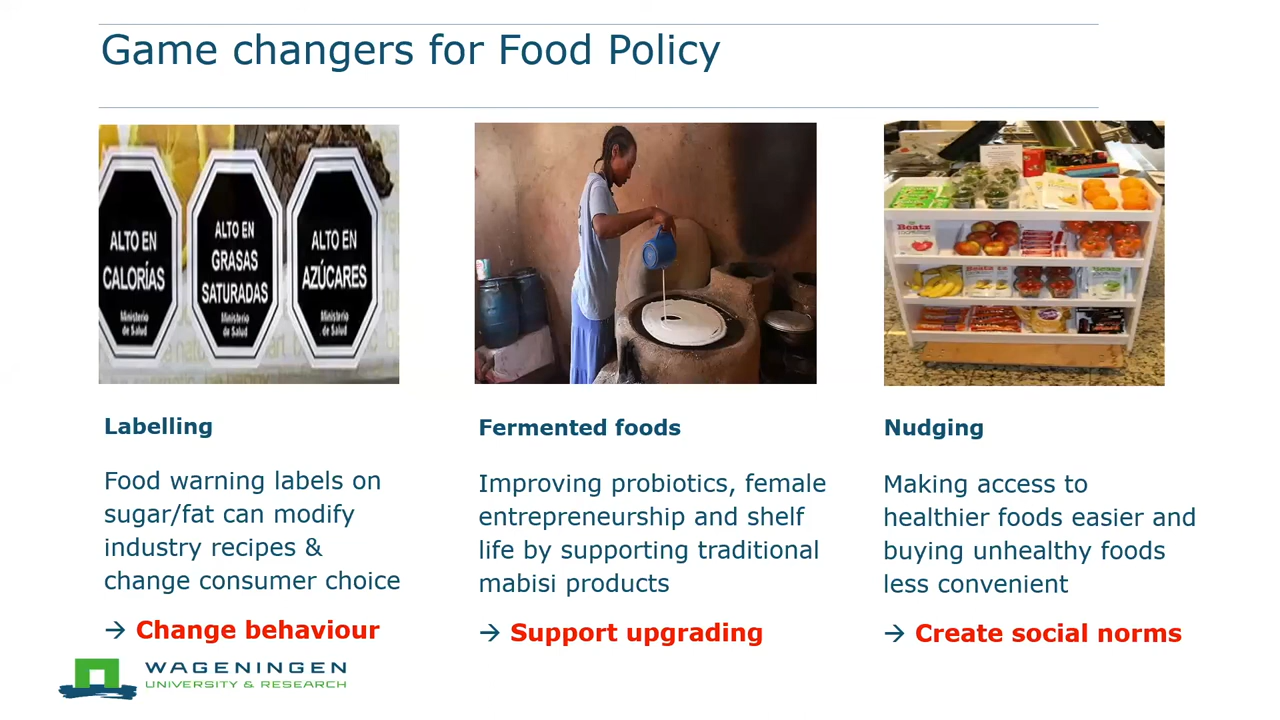 Game changers for Food Policy
ALTO EN
CALORÍAS
Ministerio
de Salud
ALTO EN
GRASAS
SATURADAS
Ministerio
de Salud
ALTO EN
AZÚCARES
Ministerio
de Salud
Beatz
Beatz
Labelling
Food warning labels on
sugar/fat can modify
industry recipes &
change consumer choice
→ Change behaviour
Fermented foods
Improving probiotics, female
entrepreneurship and shelf
life by supporting traditional
mabisi products
→ Support upgrading
Nudging
Making access to
healthier foods easier and
buying unhealthy foods
less convenient
→ Create social norms
WAGENINGEN
UNIVERSITY & RESEARCH